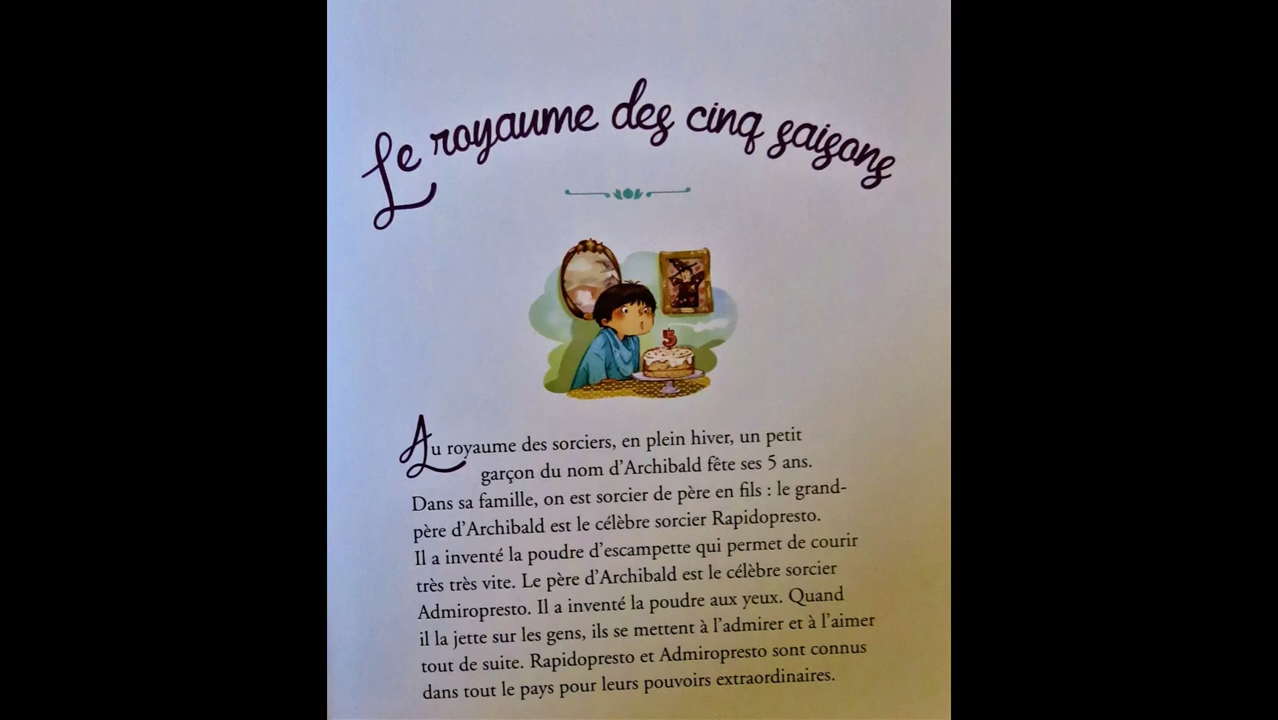 Le royaume des cinq saisons
5
Au royaume des sorciers, en plein hiver, un petit
garçon du nom d'Archibald fête ses 5 ans.
Dans sa famille, on est sorcier de père en fils : le grand-
père d'Archibald est le célèbre sorcier Rapidopresto.
Il a inventé la poudre d'escampette qui permet de courir
très très vite. Le père d'Archibald est le célèbre sorcier
Admiropresto. Il a inventé la poudre aux yeux. Quand
il la jette sur les gens, ils se mettent à l'admirer et à l'aimer
tout de suite. Rapidopresto et Admiropresto sont connus
dans tout le pays pour leurs pouvoirs extraordinaires.